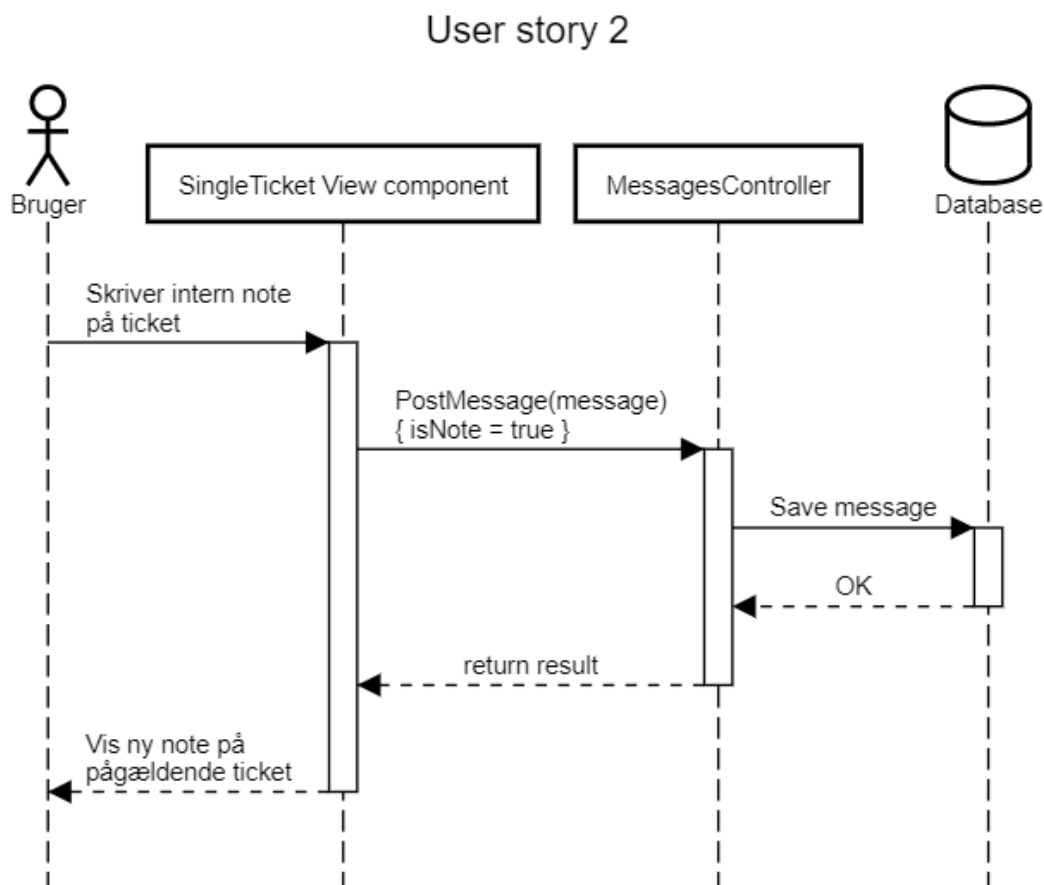 User story 2
Bruger
SingleTicket View component
MessagesController
Database
Skriver intern note
på ticket
PostMessage(message)
{ isNote = true }
Save message
OK
return result
Vis ny note på
pågældende ticket